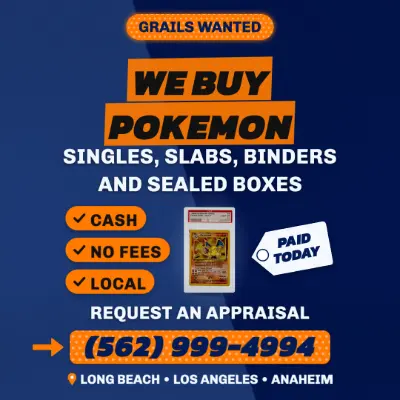 GRAILS WANTED
WE BUY
POKEMON
SINGLES, SLABS, BINDERS
AND SEALED BOXES
✓ CASH
✓ NO FEES
✓ LOCAL
PAID
TODAY
REQUEST AN APPRAISAL
→ (562) 999-4994
LONG BEACH • LOS ANGELES • ANAHEIM